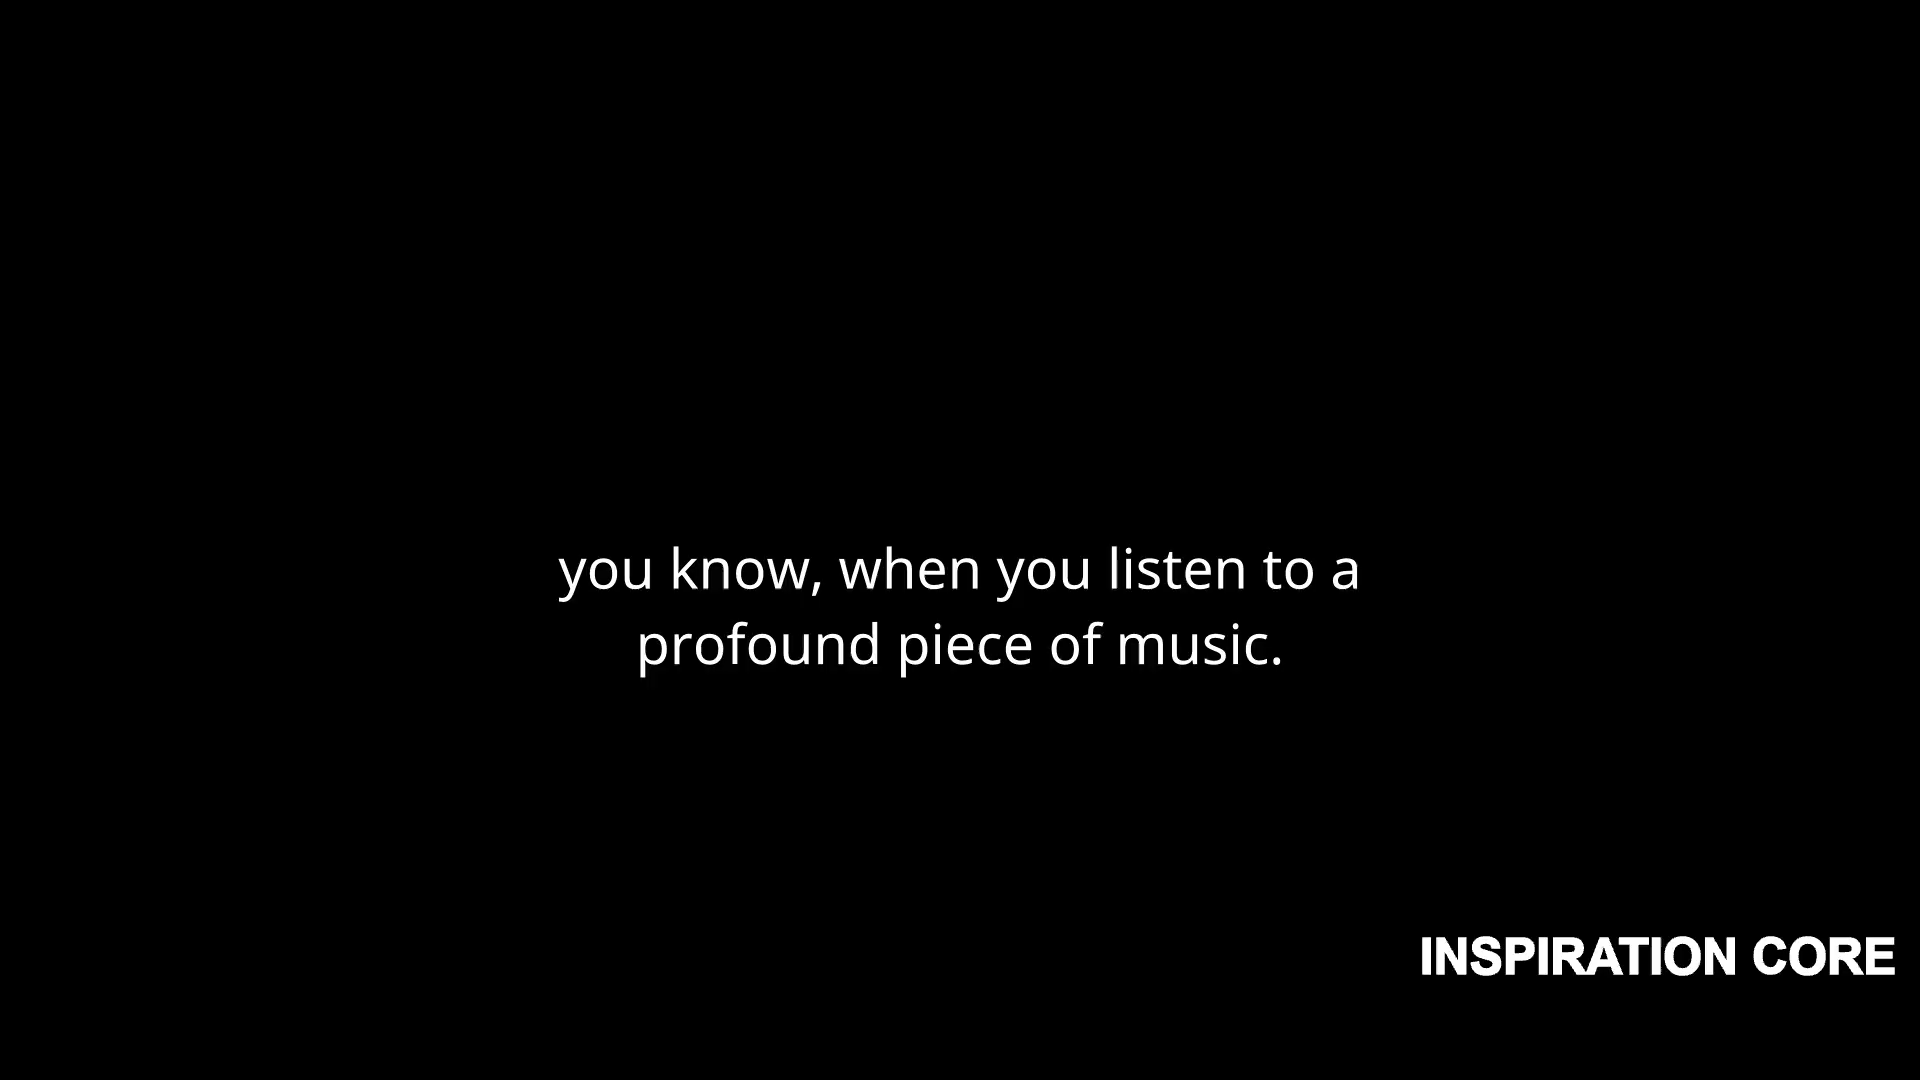 you know, when you listen to a
profound piece of music.
INSPIRATION CORE